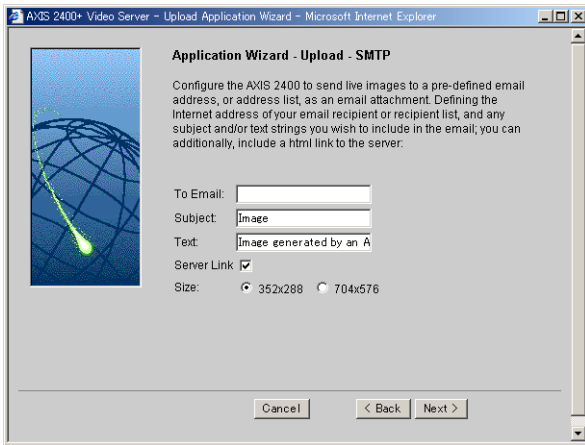 AXIS 2400+ Video Server - Upload Application Wizard - Microsoft Internet Explorer
Application Wizard - Upload - SMTP
Configure the AXIS 2400 to send live images to a pre-defined email
address, or address list, as an email attachment. Defining the
Internet address of your email recipient or recipient list, and any
subject and/or text strings you wish to include in the email; you can
additionally, include a html link to the server:
To Email:
Subject: Image
Text: Image generated by an A
Server Link
Size: 352x288 704x576
Cancel < Back Next >